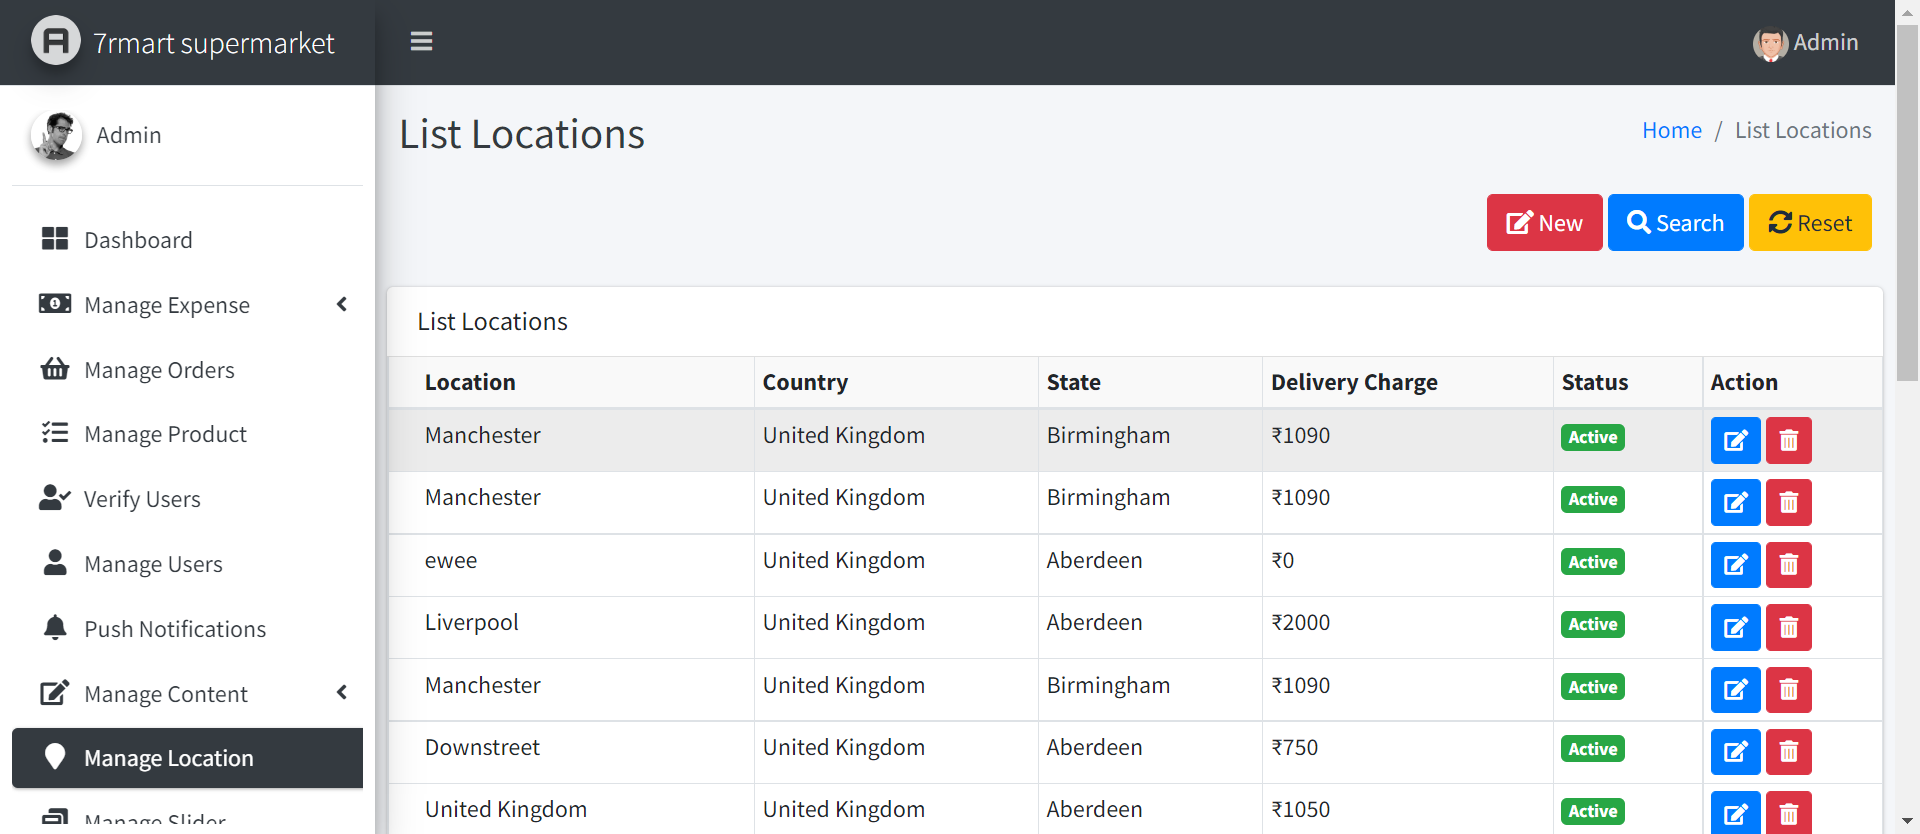 7rmart supermarket
Admin
Admin
Dashboard
Manage Expense
Manage Orders
Manage Product
Verify Users
Manage Users
Push Notifications
Manage Content
Manage Location
Manage Slider
List Locations
Home / List Locations
New Search Reset
List Locations
Location Country State Delivery Charge Status Action
Manchester United Kingdom Birmingham ₹1090 Active
Manchester United Kingdom Birmingham ₹1090 Active
ewee United Kingdom Aberdeen ₹0 Active
Liverpool United Kingdom Aberdeen ₹2000 Active
Manchester United Kingdom Birmingham ₹1090 Active
Downstreet United Kingdom Aberdeen ₹750 Active
United Kingdom United Kingdom Aberdeen ₹1050 Active